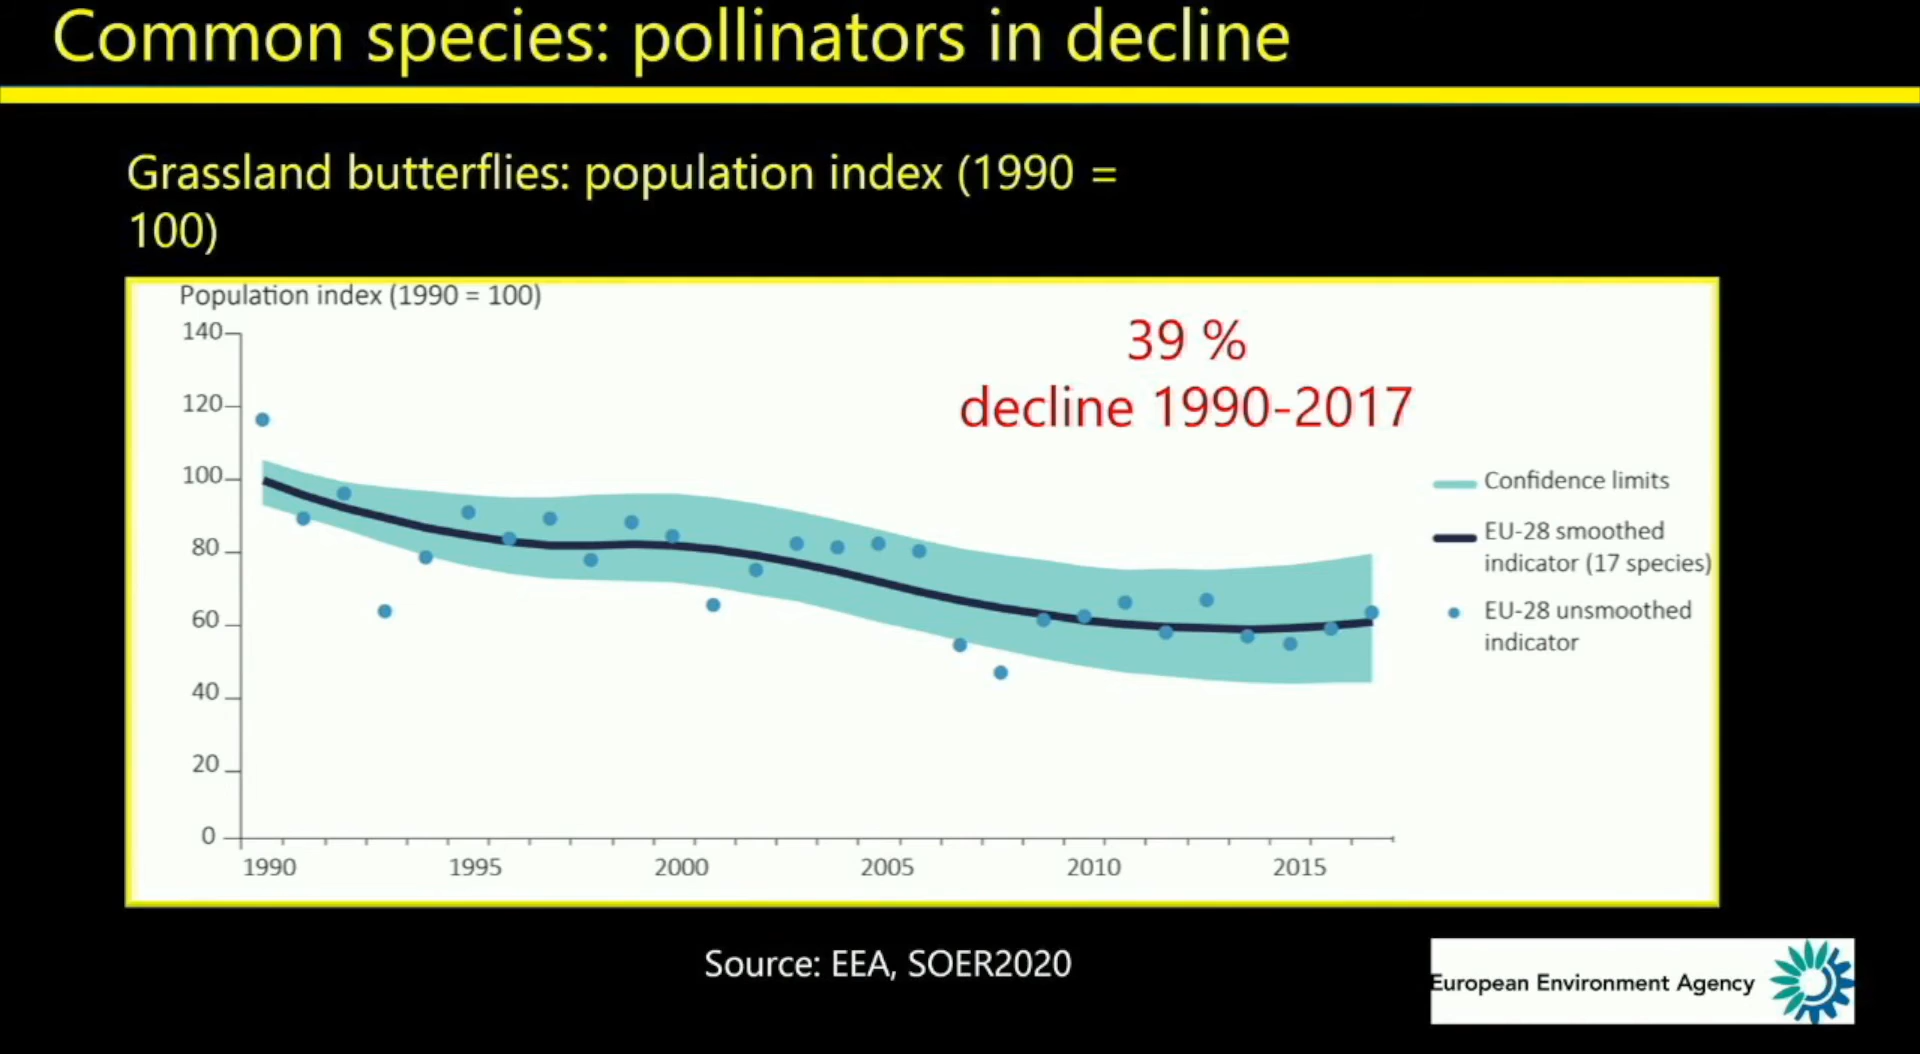 Common species: pollinators in decline
Grassland butterflies: population index (1990 =
100)
Population index (1990 = 100)
39 %
decline 1990-2017
140
120
100
80
60
40
20
0
1990 1995 2000 2005 2010 2015
Confidence limits
EU-28 smoothed
indicator (17 species)
EU-28 unsmoothed
indicator
Source: EEA, SOER2020
European Environment Agency